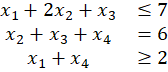 x₁ + 2x₂ + x₃ ≤ 7
x₂ + x₃ + x₄ = 6
x₁ + x₄ ≥ 2